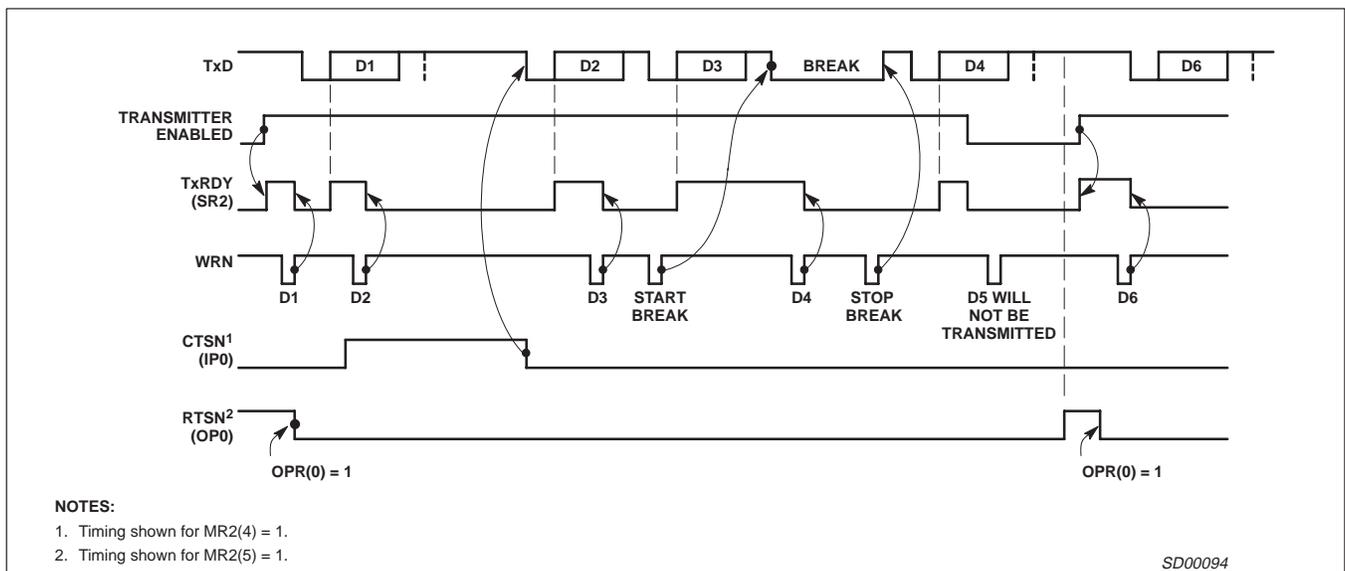 TxD
D1
D2
D3
BREAK
D4
D6
TRANSMITTER
ENABLED
TxRDY
(SR2)
WRN
D1
D2
D3
START
BREAK
D4
STOP
BREAK
D5 WILL
NOT BE
TRANSMITTED
D6
CTSN1
(IP0)
RTSN2
(OP0)
OPR(0) = 1
OPR(0) = 1
NOTES:
1. Timing shown for MR2(4) = 1.
2. Timing shown for MR2(5) = 1.
SD00094